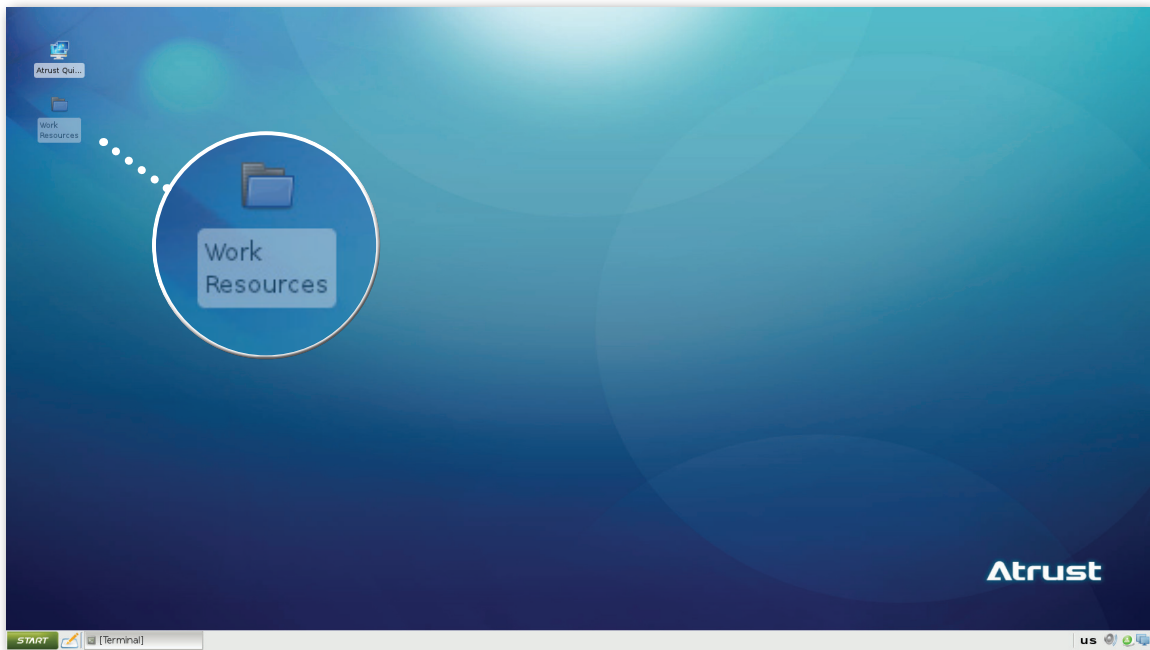 Atrust Qui...
Work
Resources
Work
Resources
Atrust
START
[Terminal]
us